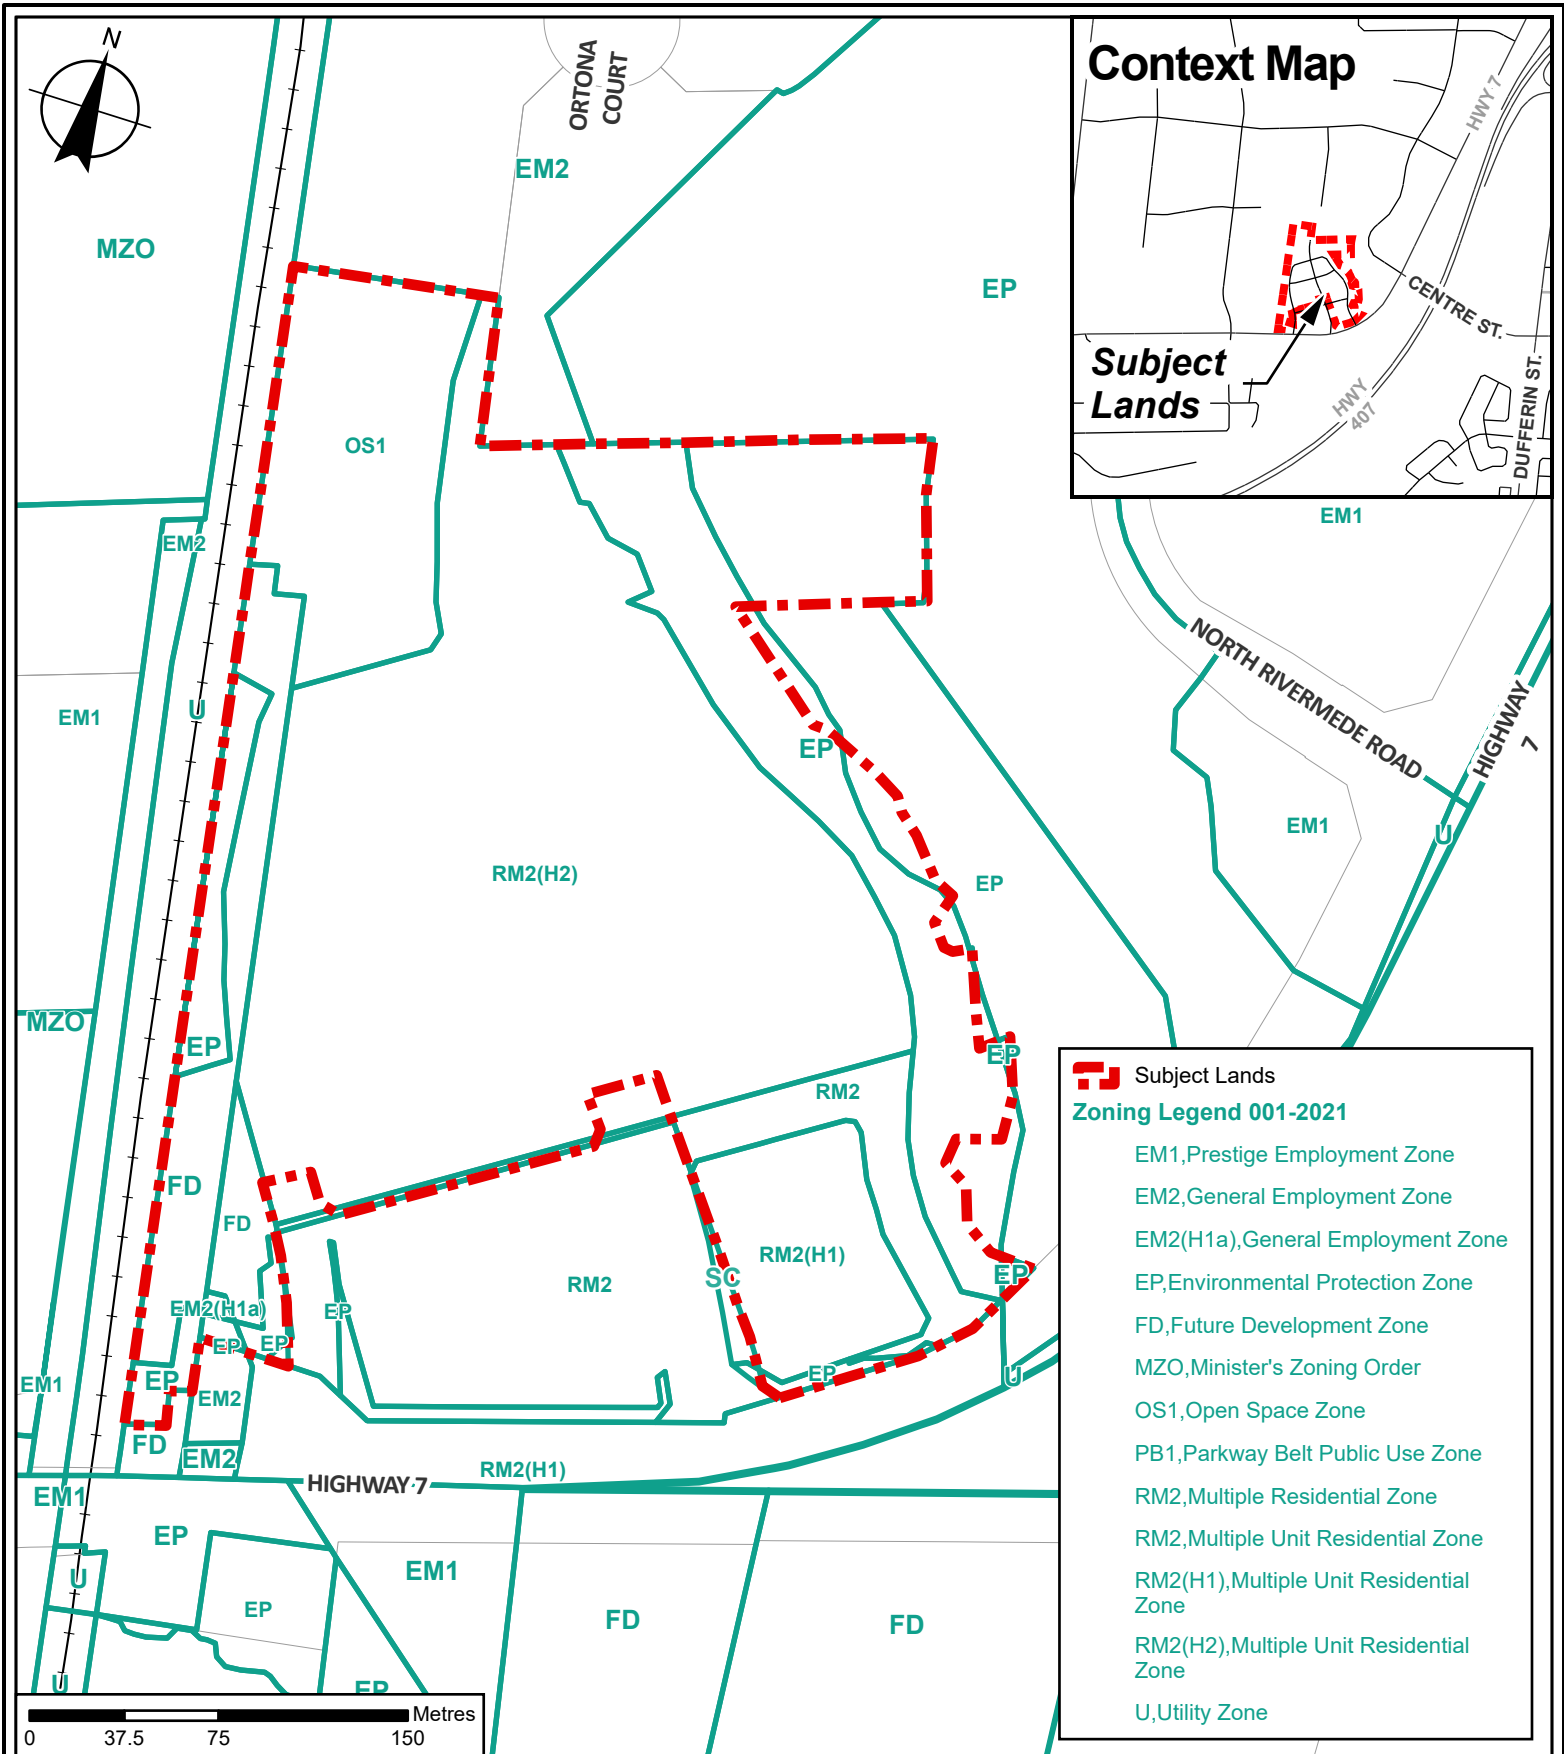 N
ORTONA
COURT
EM2
MZO
EP
OS1
EM2
EM1
U
EP
RM2(H2)
EP
EM1
NORTH RIVERMEDE ROAD
HIGHWAY
7
EM1
U
MZO
EP
EP
RM2
FD
FD
RM2(H1)
SC
RM2
EP
EM2(H1a)
EP
EP
EP
EP
EM1
EP
EM2
U
FD
EM2
RM2(H1)
HIGHWAY 7
EM1
EP
EM1
U
EP
FD
FD
U
EP
Context Map
HWY 7
CENTRE ST.
Subject
Lands
HWY
407
DUFFERIN ST.
Subject Lands
Zoning Legend 001-2021
EM1,Prestige Employment Zone
EM2,General Employment Zone
EM2(H1a),General Employment Zone
EP,Environmental Protection Zone
FD,Future Development Zone
MZO,Minister's Zoning Order
OS1,Open Space Zone
PB1,Parkway Belt Public Use Zone
RM2,Multiple Residential Zone
RM2,Multiple Unit Residential Zone
RM2(H1),Multiple Unit Residential
Zone
RM2(H2),Multiple Unit Residential
Zone
U,Utility Zone
Metres
0 37.5 75 150